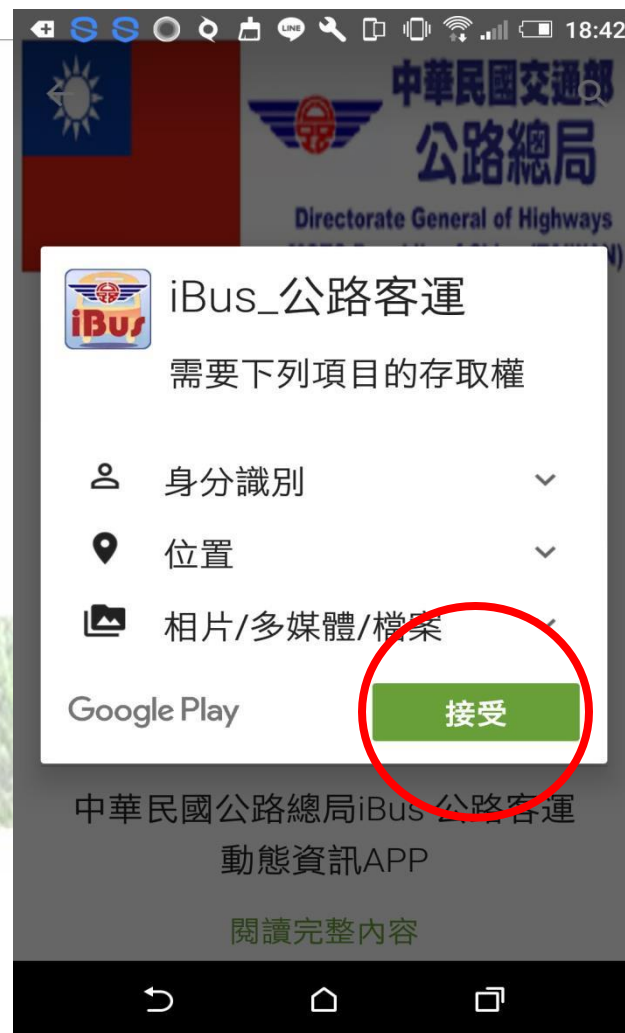 LINE
18:42
中華民國交通部
公路總局
Directorate General of Highways
iBus
iBus_公路客運
需要下列項目的存取權
身分識別
位置
相片/多媒體/檔案
Google Play
接受
中華民國公路總局iBus 公路客運
動態資訊APP
閱讀完整內容